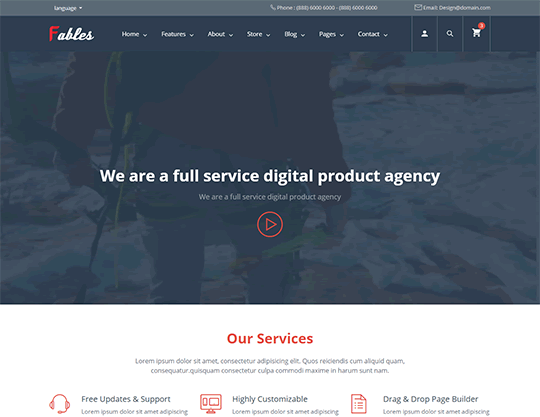 language
Phone : (888) 6000 6000 - (888) 6000 6000
Email: Design@domain.com
Fables
Home
Features
About
Store
Blog
Pages
Contact
3
We are a full service digital product agency
We are a full service digital product agency
Our Services
Lorem ipsum dolor sit amet, consectetur adipisicing elit. Quos reiciendis cum aliquid quam,
consequatur.quisquam consectetur culpa commodi maxime in harum sunt nam.
Free Updates & Support
Lorem ipsum dolor sit amet adipiscing
Highly Customizable
Lorem ipsum dolor sit amet adipiscing
Drag & Drop Page Builder
Lorem ipsum dolor sit amet adipiscing